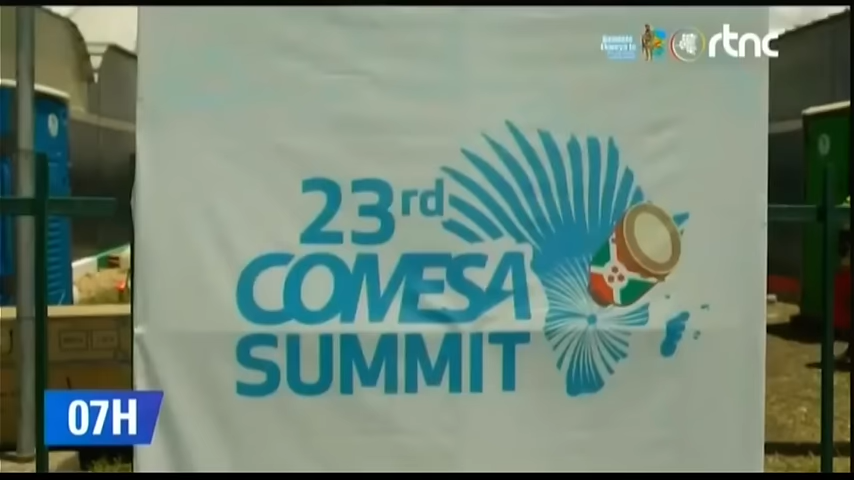 rtnc
23rd
COMESA
SUMMIT
07H